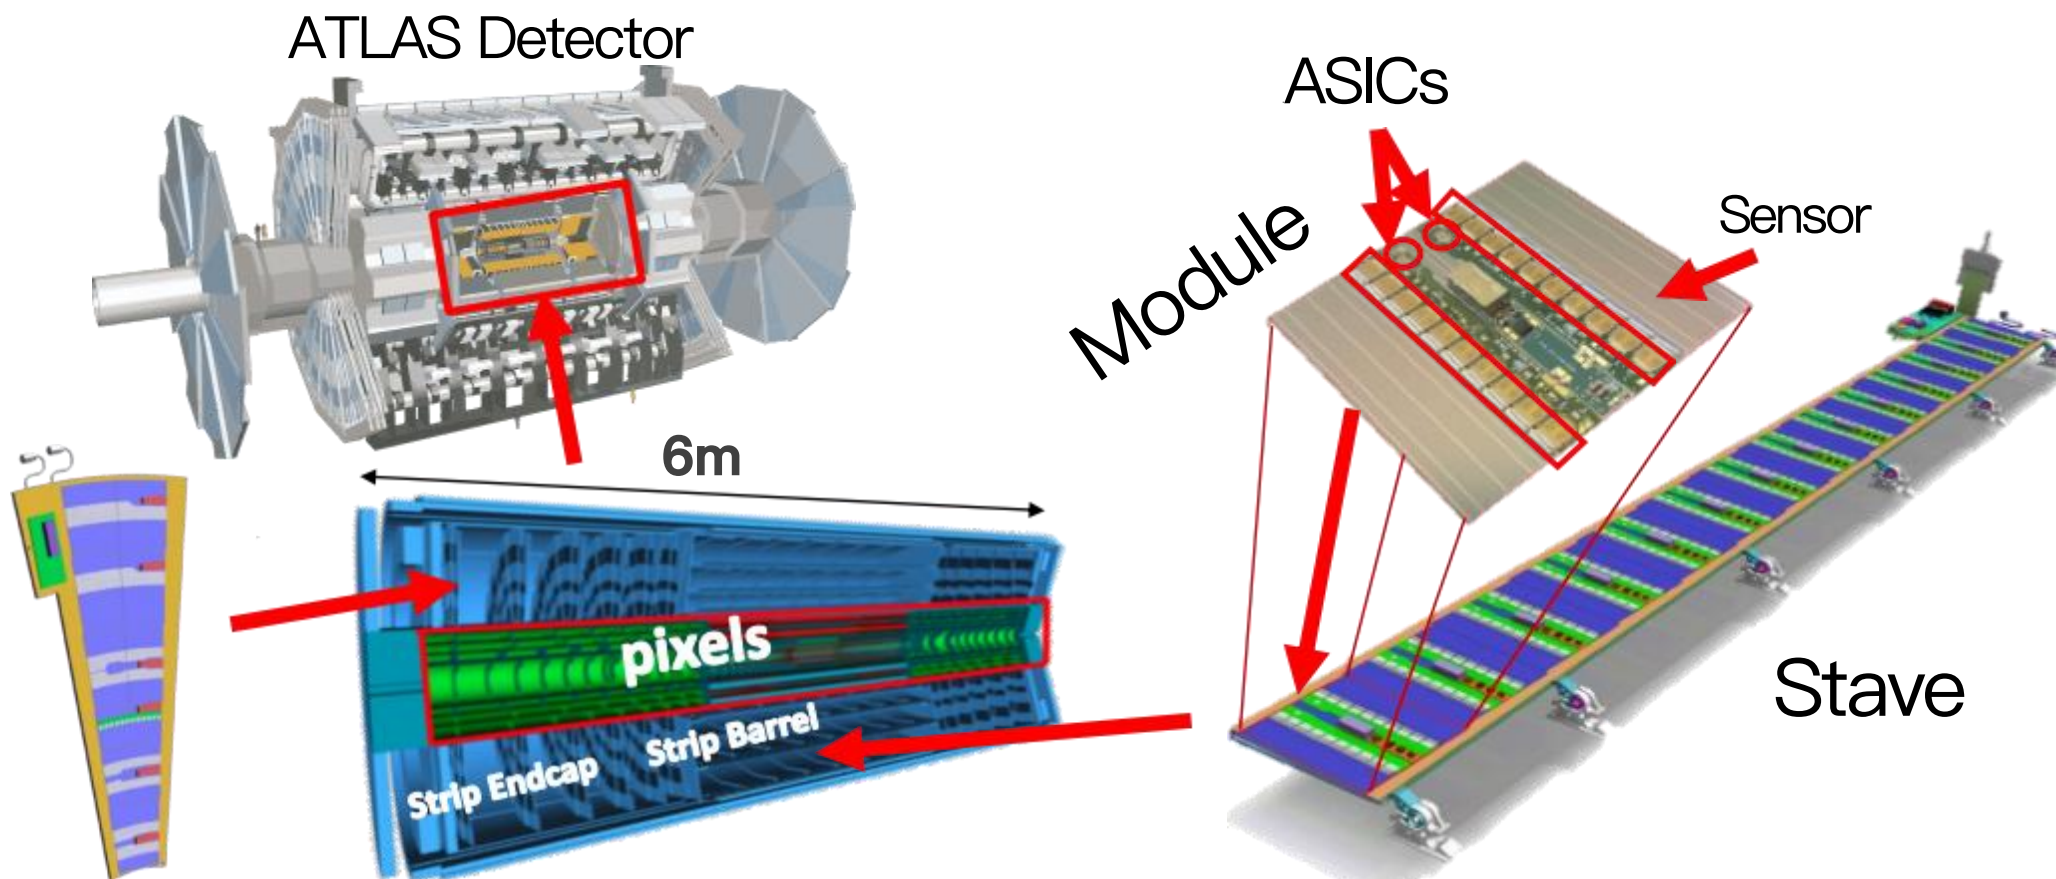 ATLAS Detector
ASICs
Sensor
Module
6m
pixels
Strip Barrel
Strip Endcap
Stave